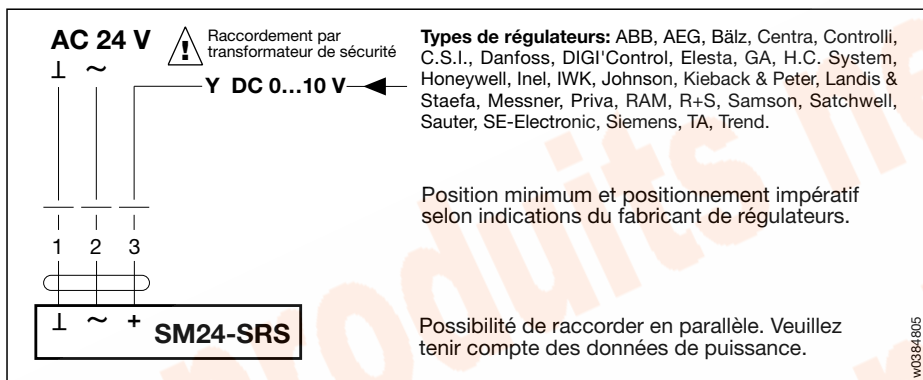 AC 24 V
⊥ ~
Raccordement par
transformateur de sécurité
Y DC 0…10 V
1 2 3
⊥ ~ +
SM24-SRS
Types de régulateurs: ABB, AEG, Bälz, Centra, Controlli,
C.S.I., Danfoss, DIGI'Control, Elesta, GA, H.C. System,
Honeywell, Inel, IWK, Johnson, Kieback & Peter, Landis &
Staefa, Messner, Priva, RAM, R+S, Samson, Satchwell,
Sauter, SE-Electronic, Siemens, TA, Trend.
Position minimum et positionnement impératif
selon indications du fabricant de régulateurs.
Possibilité de raccorder en parallèle. Veuillez
tenir compte des données de puissance.
w0384805
produits